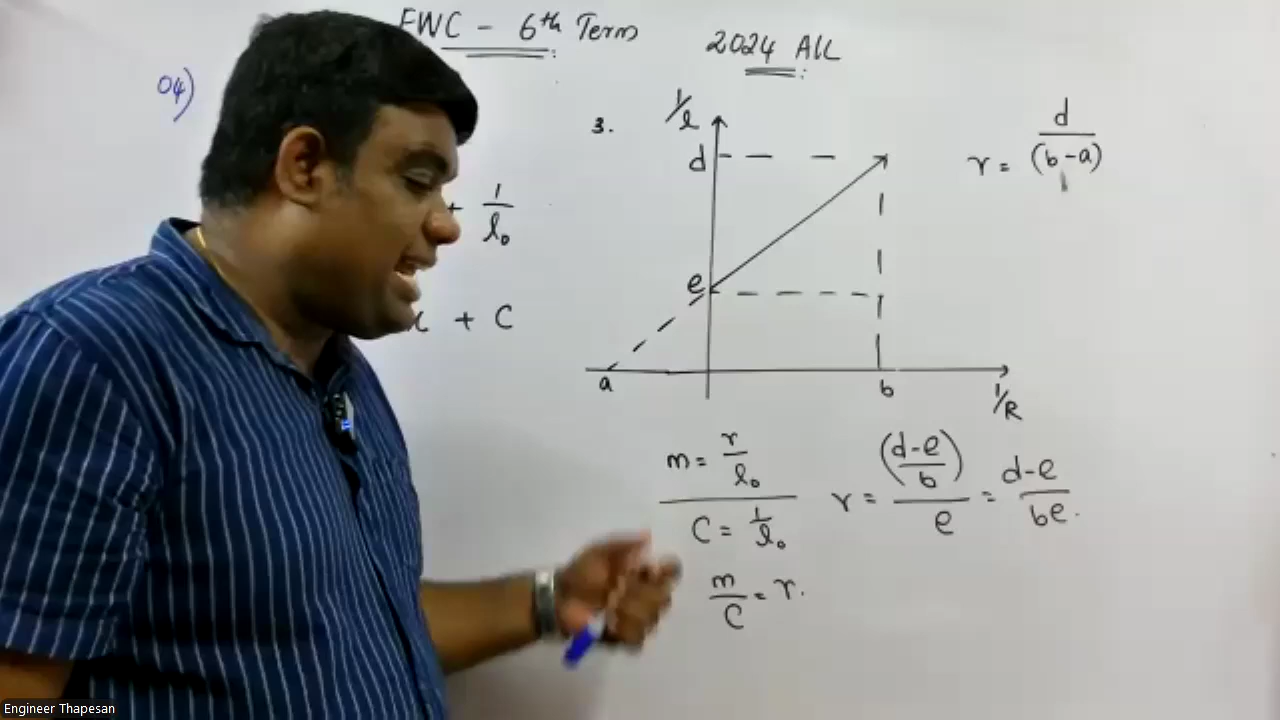 FWC - 6th Term
2024 A/L
04)
3.
1/l
d
e
a
b
1/R
r = d/(b-a)
+ 1/l₀
x + C
m = r/l₀
C = 1/l₀
m/C = r.
r = ((d-e)/b)/e = (d-e)/be.
Engineer Thapesan